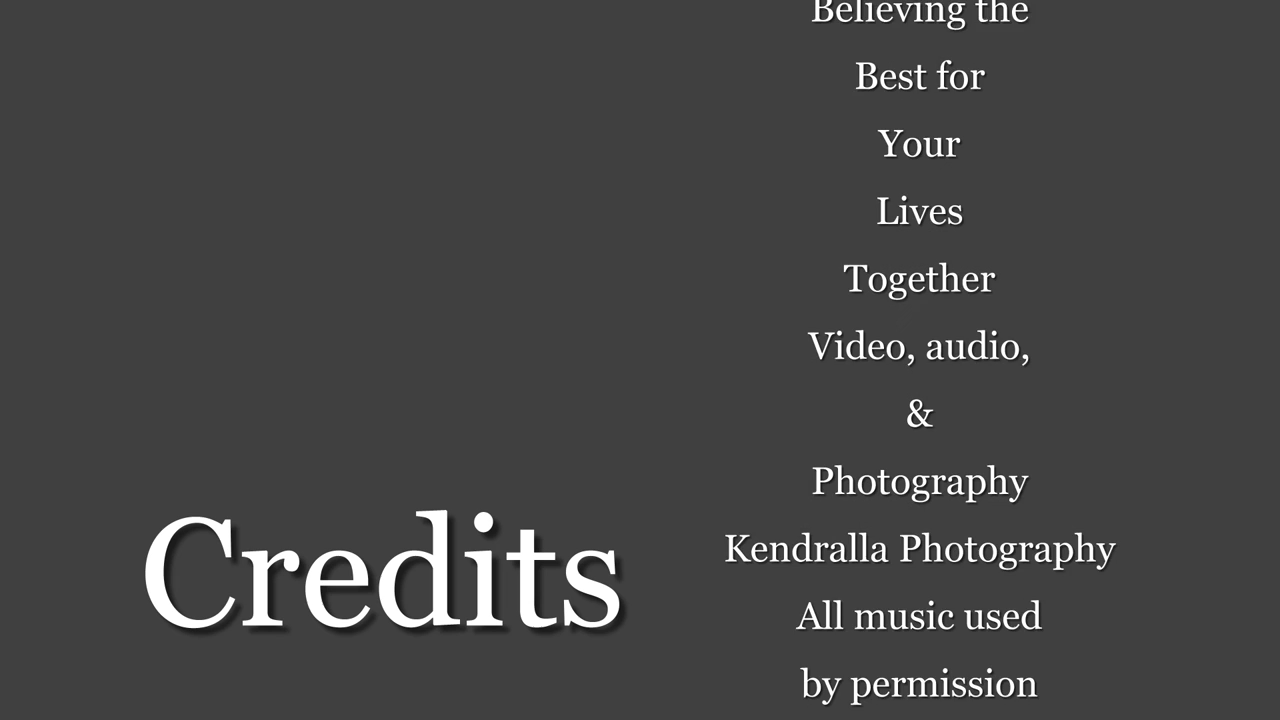 Believing the
Best for
Your
Lives
Together
Video, audio,
&
Photography
Kendralla Photography
All music used
by permission
Credits